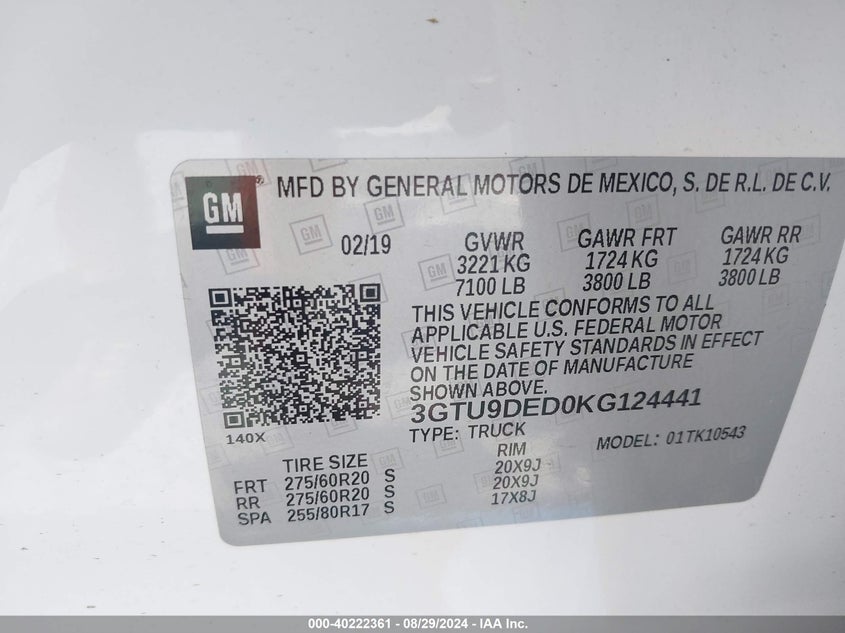 GM
MFD BY GENERAL MOTORS DE MEXICO, S. DE R.L. DE C.V.
02/19
GVWR GAWR FRT GAWR RR
3221 KG 1724 KG 1724 KG
7100 LB 3800 LB 3800 LB
THIS VEHICLE CONFORMS TO ALL
APPLICABLE U.S. FEDERAL MOTOR
VEHICLE SAFETY STANDARDS IN EFFECT
ON THE DATE OF MANUFACTURE
SHOWN ABOVE.
3GTU9DED0KG124441
140X
TYPE: TRUCK MODEL: 01TK10543
TIRE SIZE RIM
FRT 275/60R20 S 20X9J
RR 275/60R20 S 20X9J
SPA 255/80R17 S 17X8J
000-40222361 - 08/29/2024 - IAA Inc.